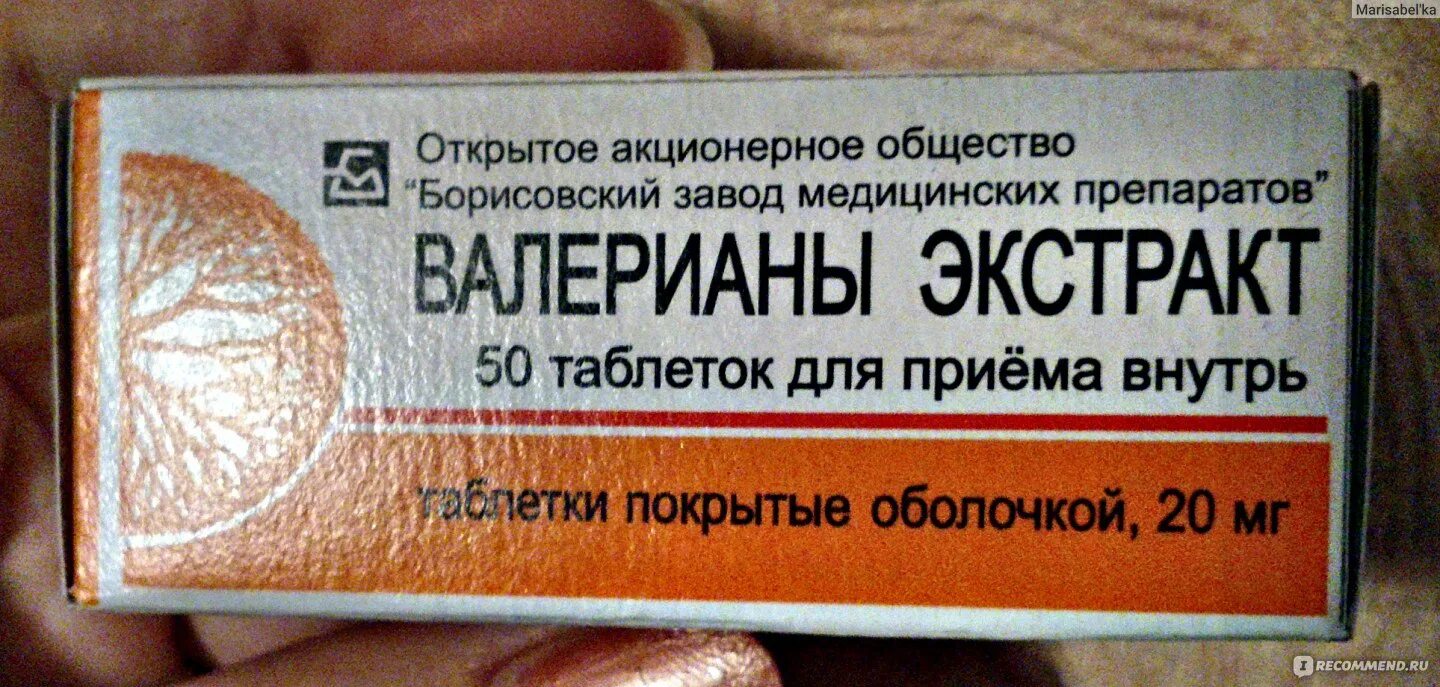 Marisabel'ka
Открытое акционерное общество
"Борисовский завод медицинских препаратов"
ВАЛЕРИАНЫ ЭКСТРАКТ
50 таблеток для приёма внутрь
таблетки покрытые оболочкой, 20 мг
I RECOMMEND.RU